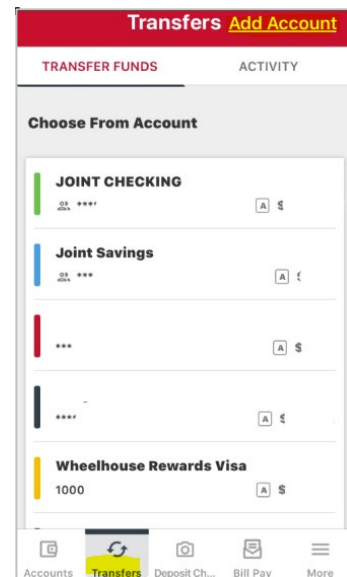 Transfers Add Account
TRANSFER FUNDS ACTIVITY
Choose From Account
JOINT CHECKING
**** A $
Joint Savings
*** A
*** A $
**** A $
Wheelhouse Rewards Visa
1000 A $
Accounts Transfers Deposit Ch... Bill Pay More